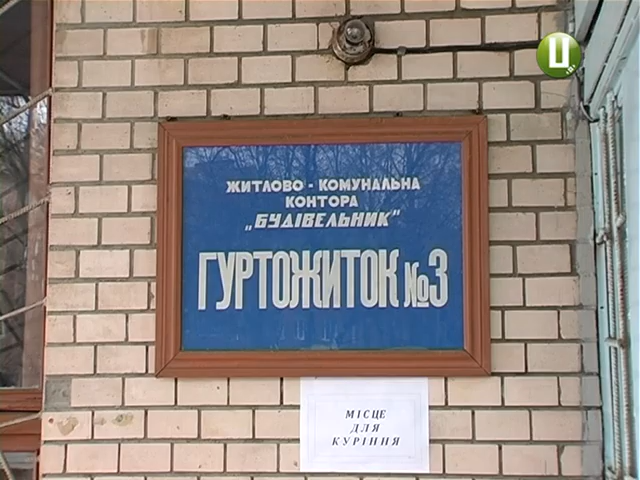 Ц
ЖИТЛОВО - КОМУНАЛЬНА
КОНТОРА
„БУДІВЕЛЬНИК"
ГУРТОЖИТОК №3
МІСЦЕ
ДЛЯ
КУРІННЯ